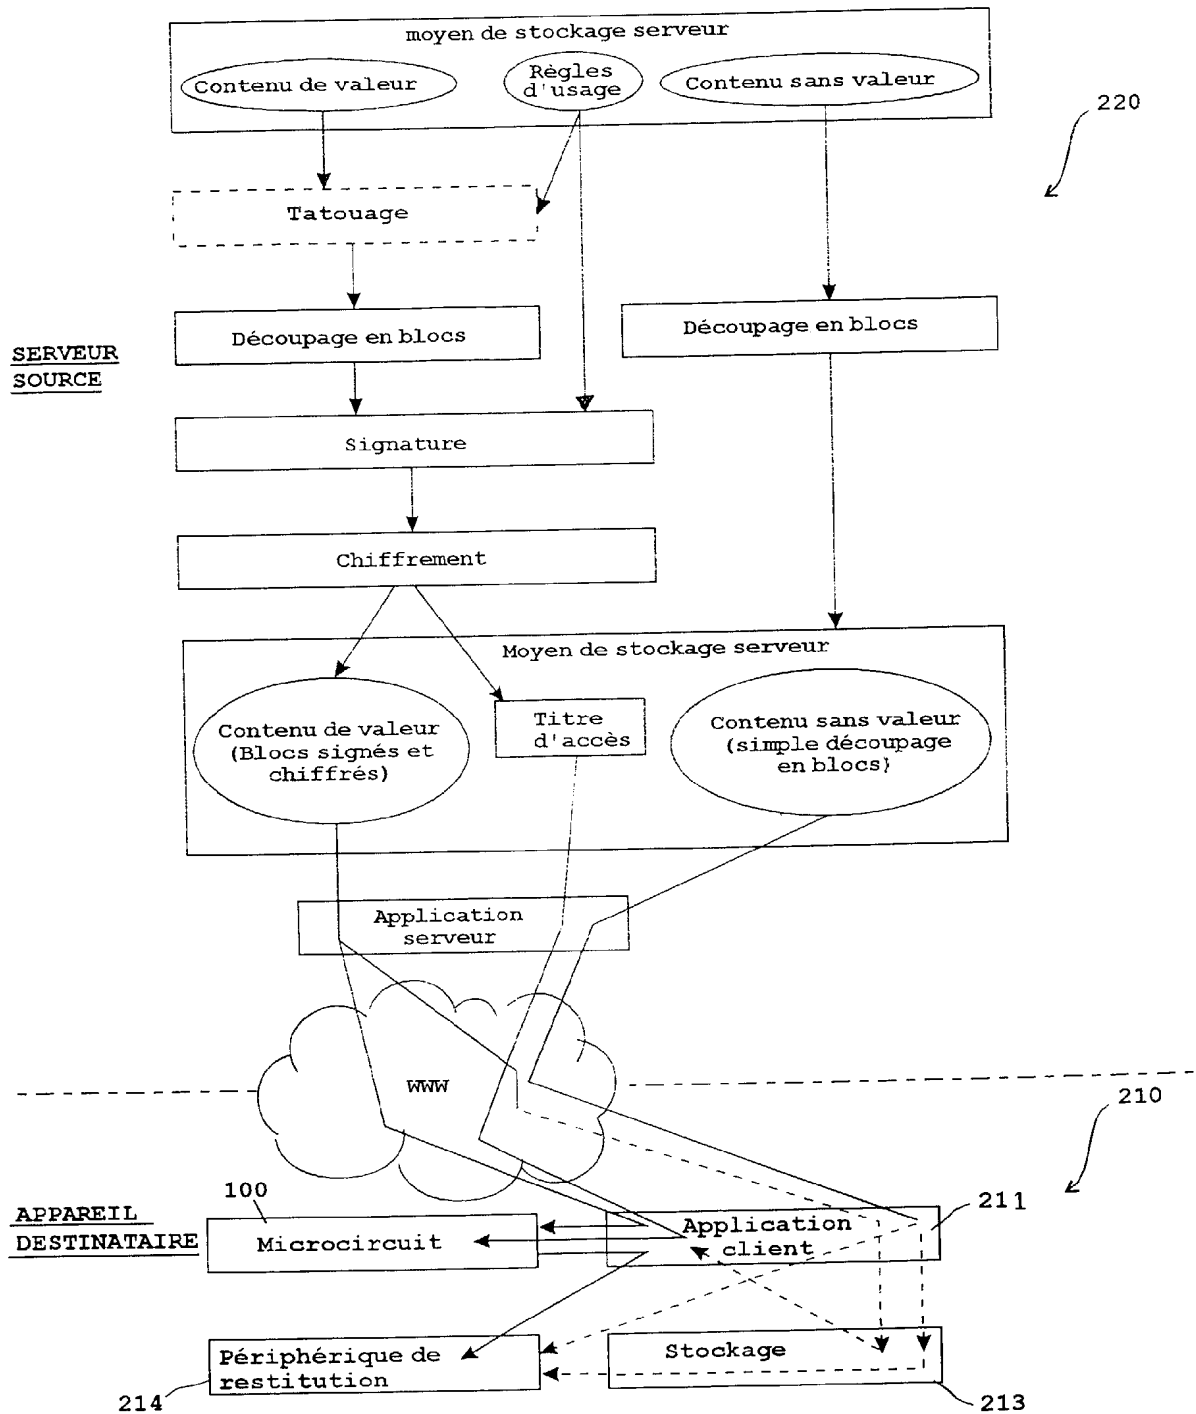 moyen de stockage serveur
Contenu de valeur
Règles
d'usage
Contenu sans valeur
220
Tatouage
Découpage en blocs
Découpage en blocs
SERVEUR
SOURCE
Signature
Chiffrement
Moyen de stockage serveur
Contenu de valeur
(Blocs signés et
chiffrés)
Titre
d'accès
Contenu sans valeur
(simple découpage
en blocs}
Application
serveur
WWW
210
100
211
APPAREIL
DESTINATAIRE
Microcircuit
Application
client
Périphérique de
restitution
Stockage
214
213